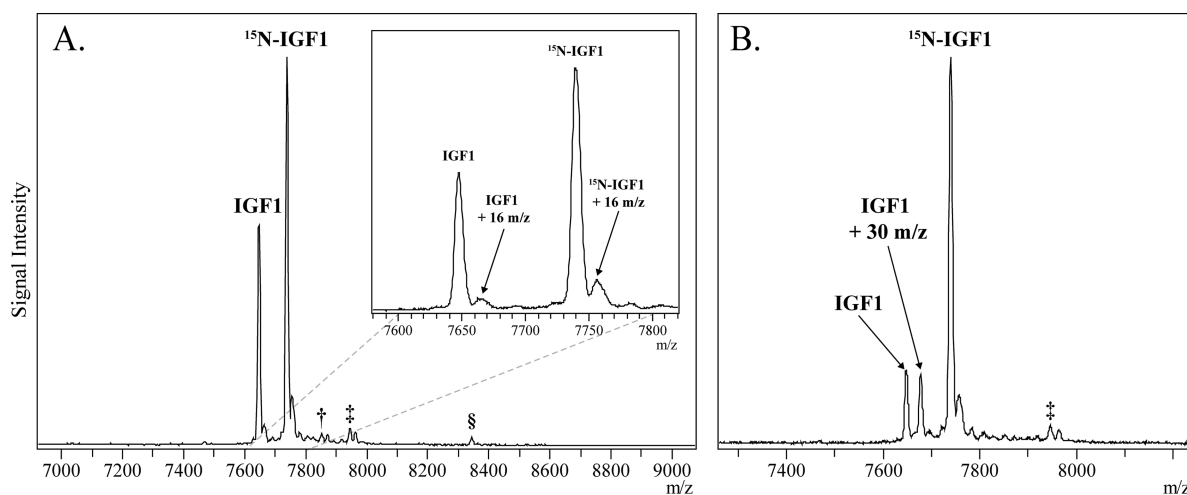 A.
¹⁵N-IGF1
IGF1
Signal Intensity
†
‡
§
7000 7200 7400 7600 7800 8000 8200 8400 8600 8800 9000
m/z
¹⁵N-IGF1
IGF1
IGF1
+ 16 m/z
¹⁵N-IGF1
+ 16 m/z
7600 7650 7700 7750 7800
m/z
B.
¹⁵N-IGF1
IGF1
+ 30 m/z
IGF1
‡
7400 7600 7800 8000
m/z